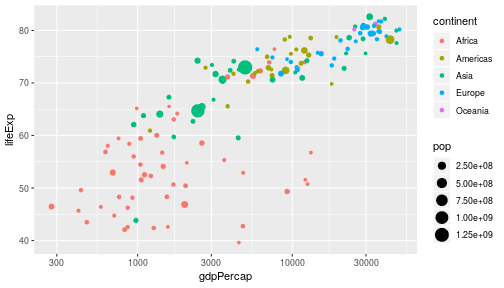 continent
Africa
Americas
Asia
Europe
Oceania
pop
2.50e+08
5.00e+08
7.50e+08
1.00e+09
1.25e+09
lifeExp
80
70
60
50
40
300
1000
3000
10000
30000
gdpPercap